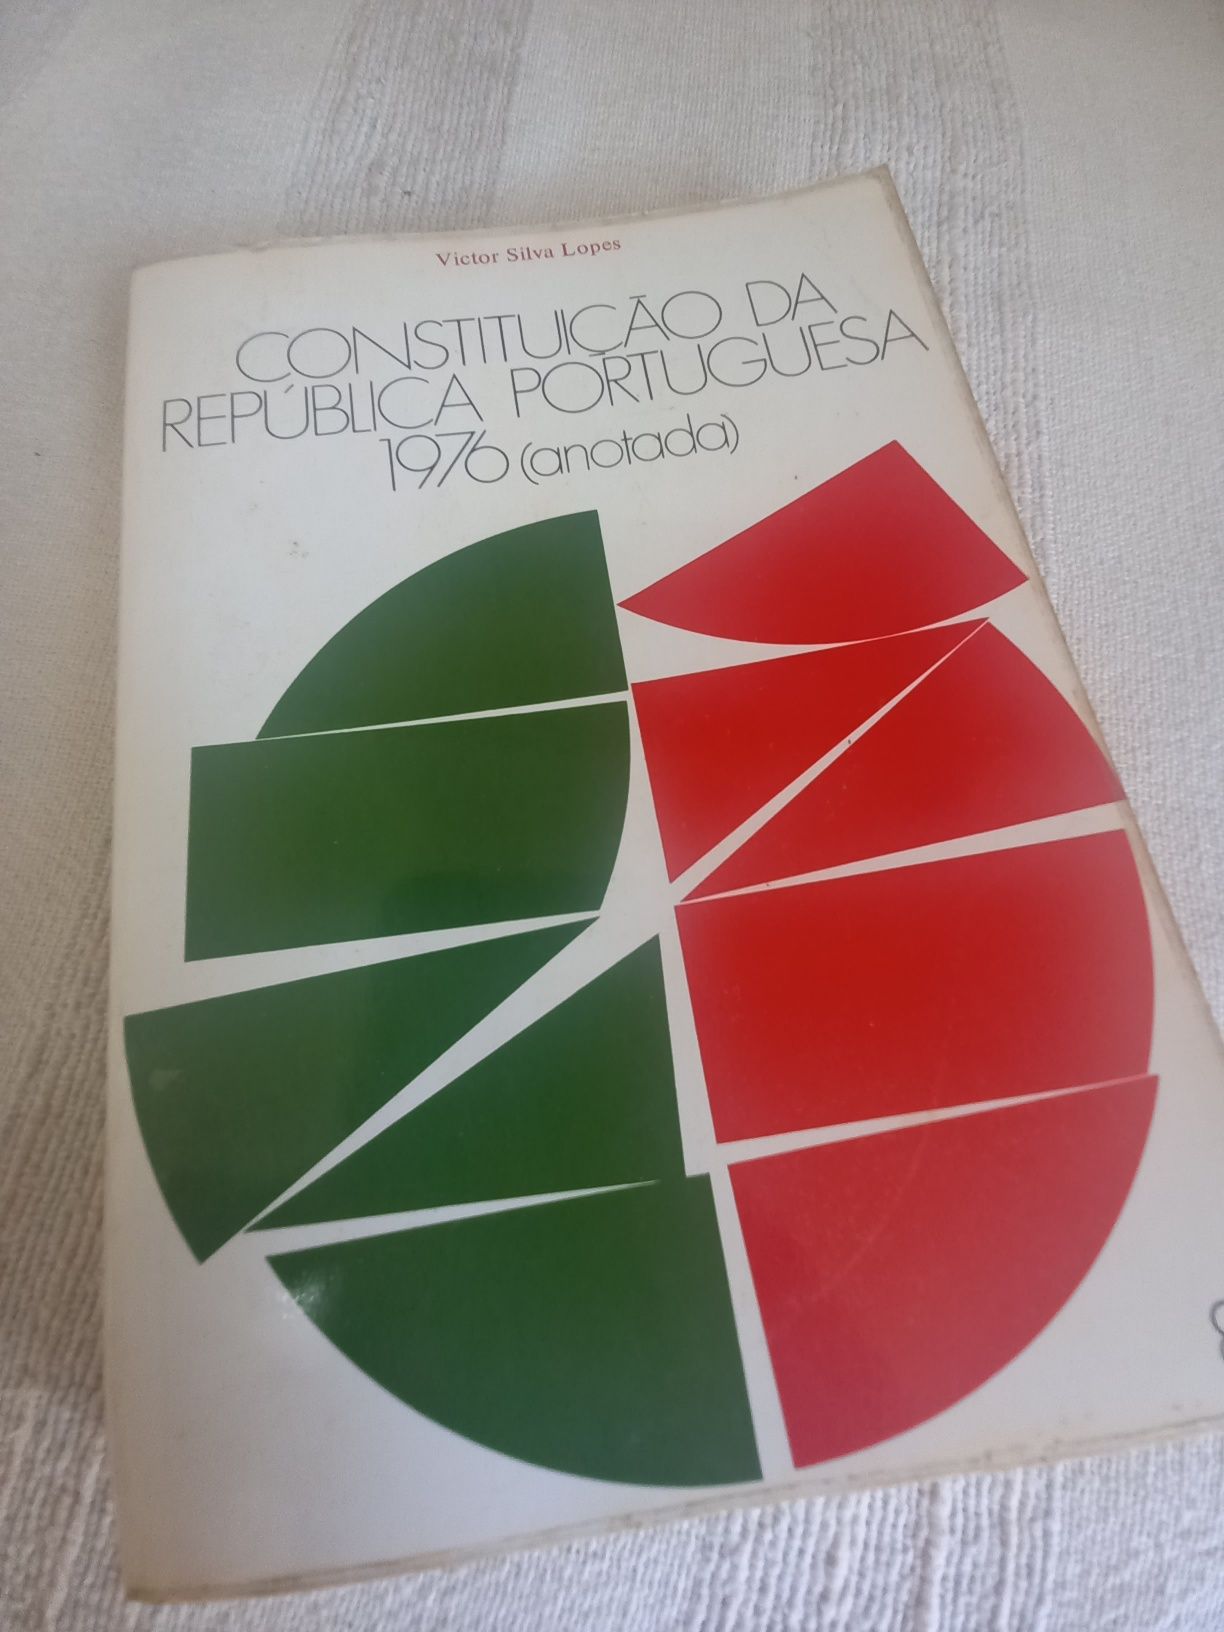 Victor Silva Lopes
CONSTITUIÇÃO DA
REPÚBLICA PORTUGUESA
1976 (anotada)